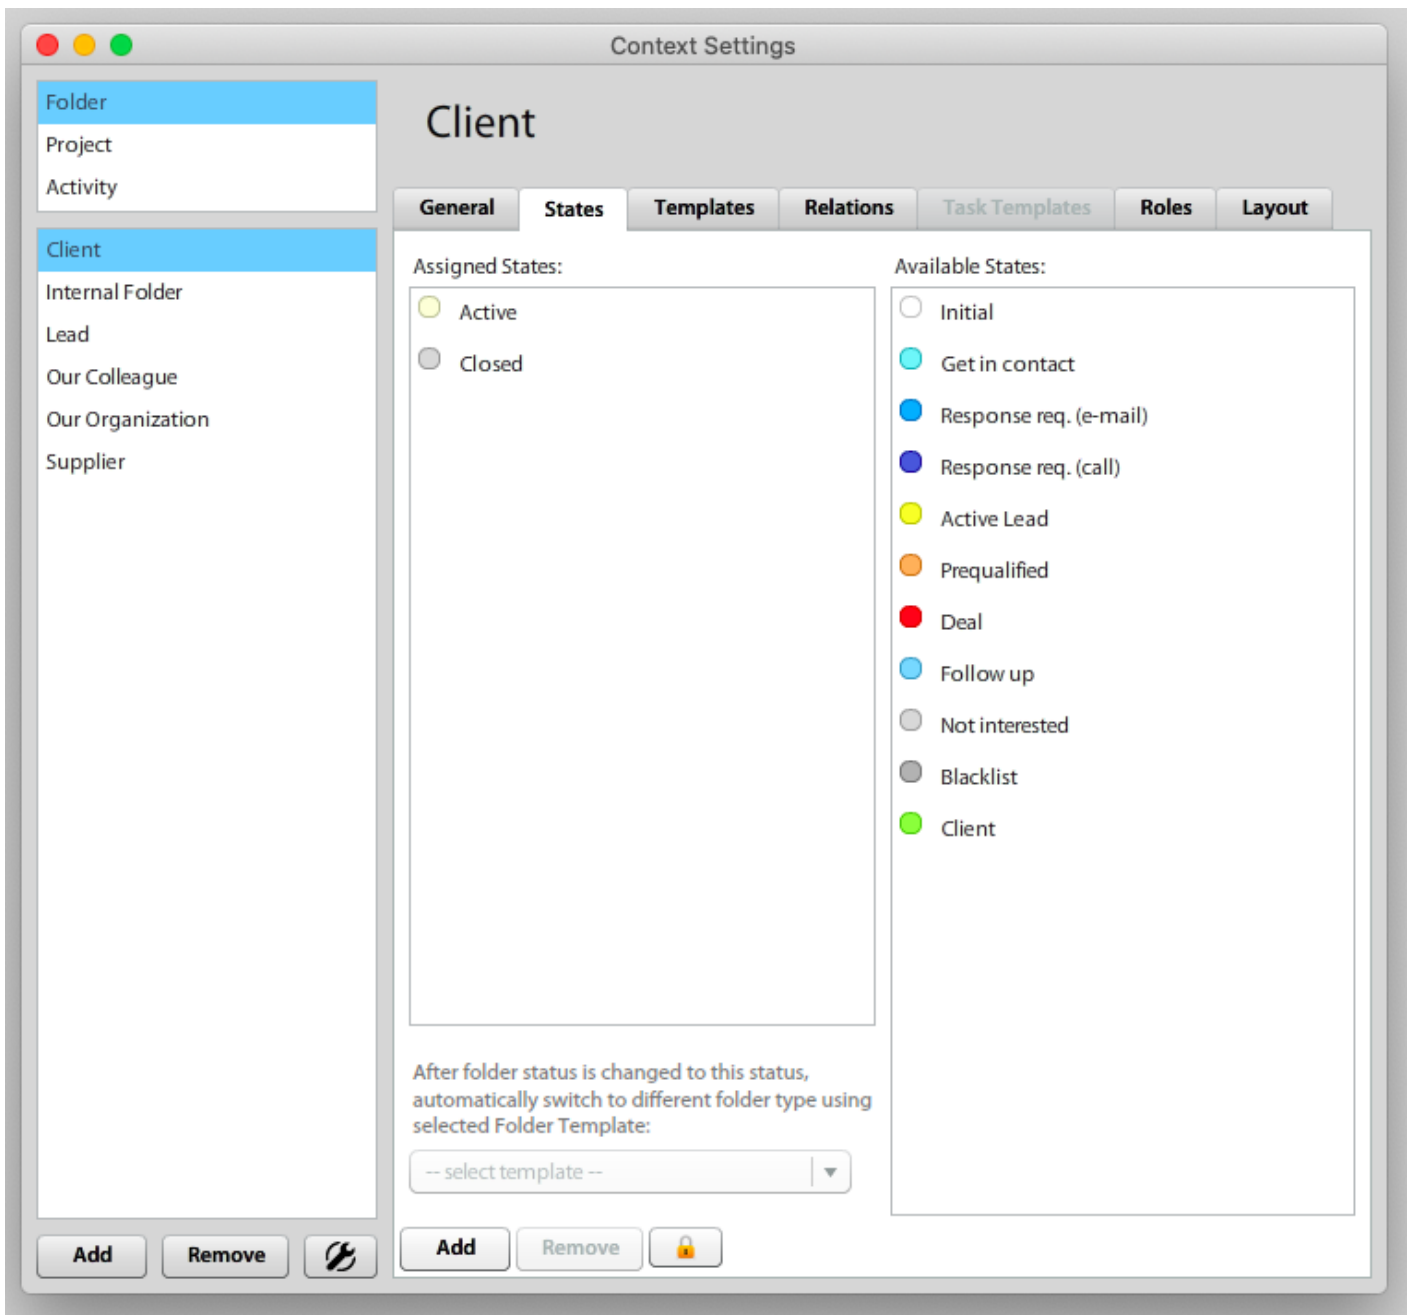 Context Settings
Folder
Project
Activity
Client
Internal Folder
Lead
Our Colleague
Our Organization
Supplier
Add
Remove
Client
General
States
Templates
Relations
Task Templates
Roles
Layout
Assigned States:
Active
Closed
Available States:
Initial
Get in contact
Response req. (e-mail)
Response req. (call)
Active Lead
Prequalified
Deal
Follow up
Not interested
Blacklist
Client
After folder status is changed to this status,
automatically switch to different folder type using
selected Folder Template:
-- select template --
Add
Remove